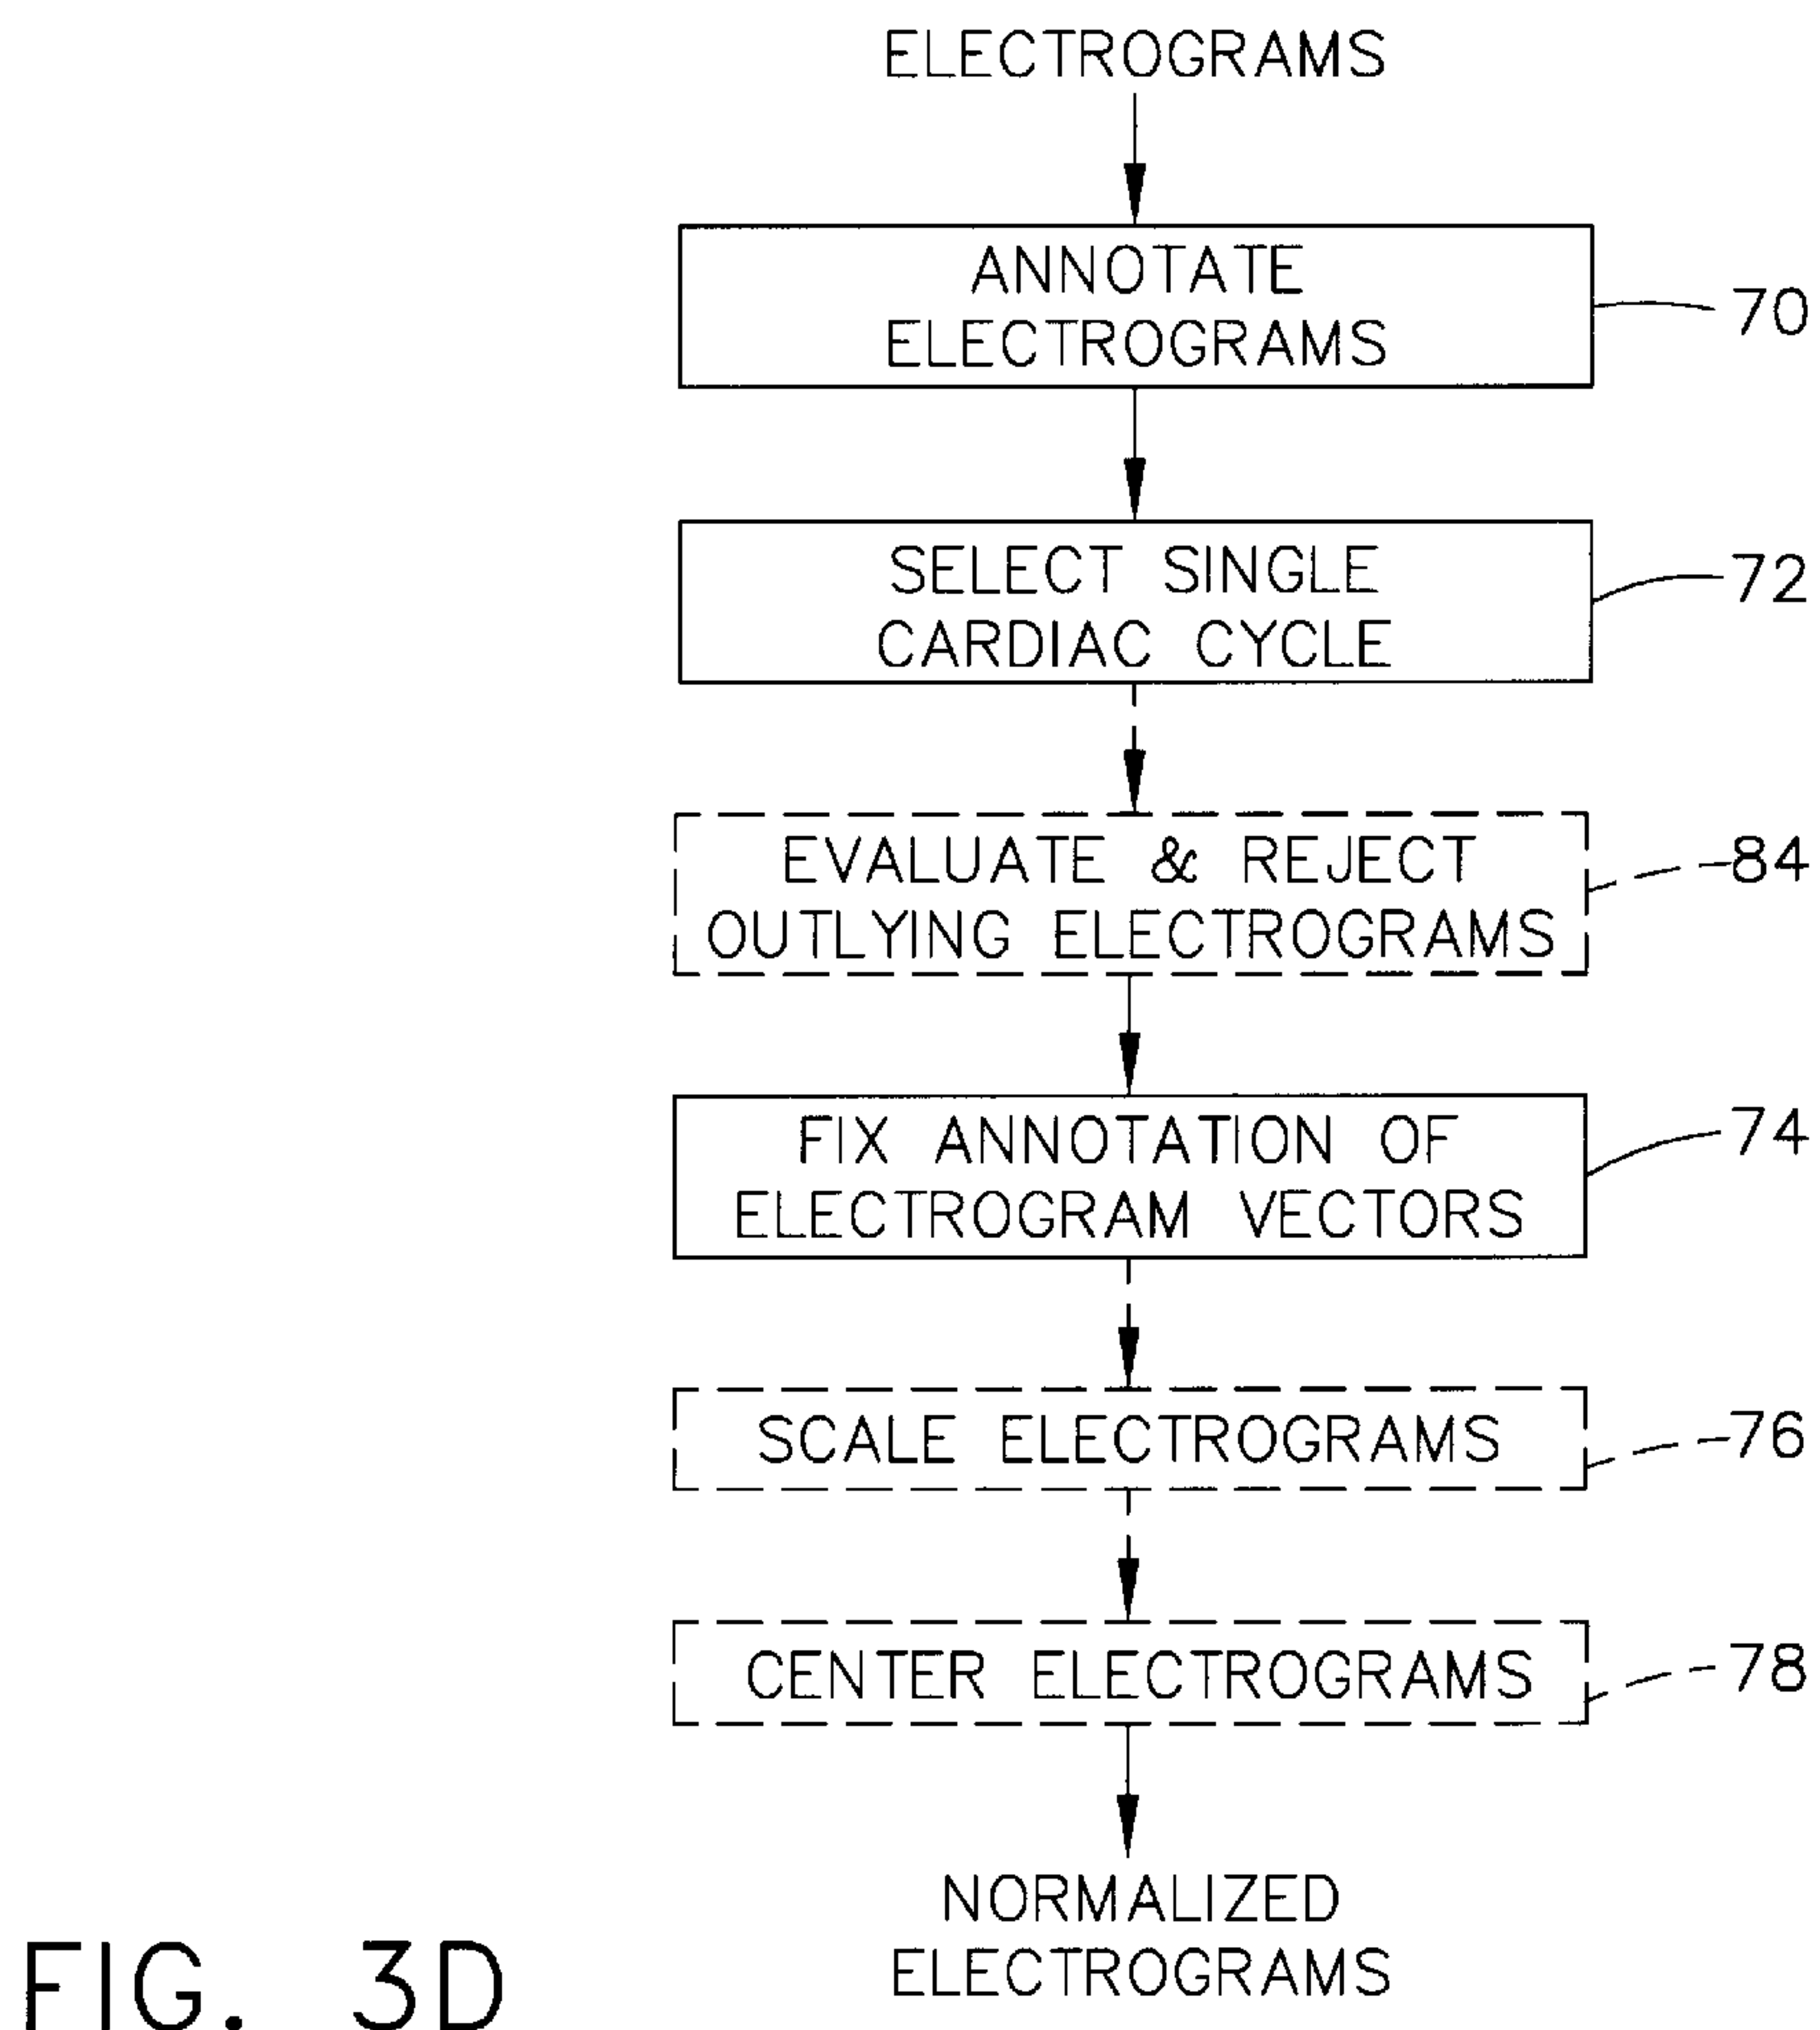 ELECTROGRAMS
ANNOTATE
ELECTROGRAMS
70
SELECT SINGLE
CARDIAC CYCLE
72
EVALUATE & REJECT
OUTLYING ELECTROGRAMS
84
FIX ANNOTATION OF
ELECTROGRAM VECTORS
74
SCALE ELECTROGRAMS
76
CENTER ELECTROGRAMS
78
NORMALIZED
ELECTROGRAMS
FIG. 3D